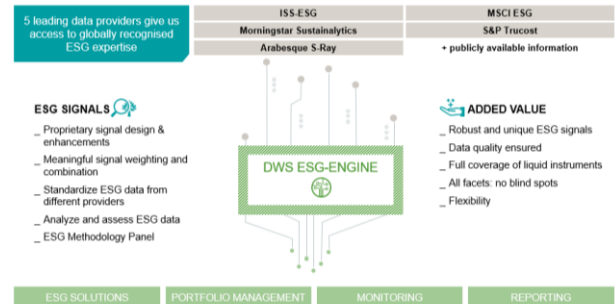 5 leading data providers give us
access to globally recognised
ESG expertise
ISS-ESG
MSCI ESG
Morningstar Sustainalytics
S&P Trucost
Arabesque S-Ray
+ publicly available information
ESG SIGNALS
_ Proprietary signal design &
enhancements
_ Meaningful signal weighting and
combination
_ Standardize ESG data from
different providers
_ Analyze and assess ESG data
_ ESG Methodology Panel
DWS ESG-ENGINE
ADDED VALUE
_ Robust and unique ESG signals
_ Data quality ensured
_ Full coverage of liquid instruments
_ All facets: no blind spots
_ Flexibility
ESG SOLUTIONS
PORTFOLIO MANAGEMENT
MONITORING
REPORTING